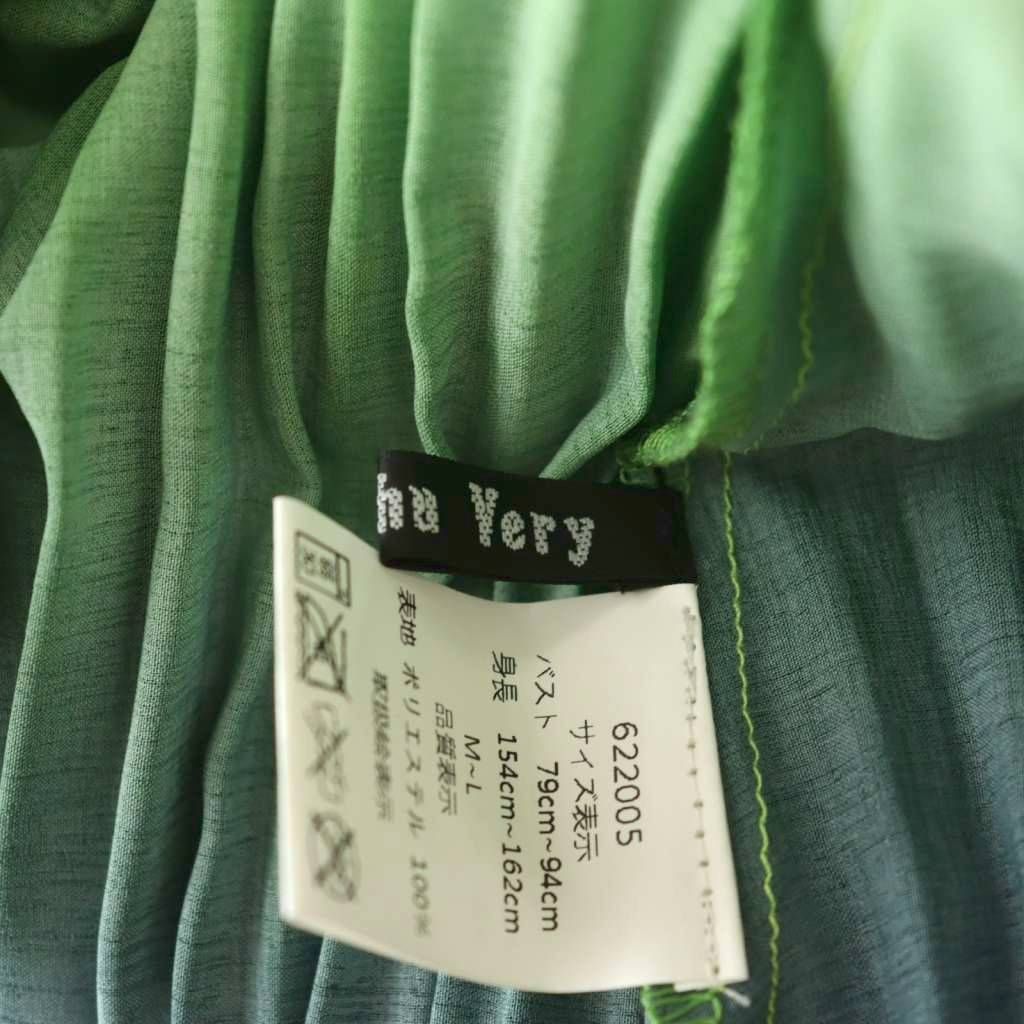 Very
622005
サイズ表示
バスト 79cm~94cm
身長 154cm~162cm
M~L
品質表示
表地 ポリエステル 100%
取扱絵表示